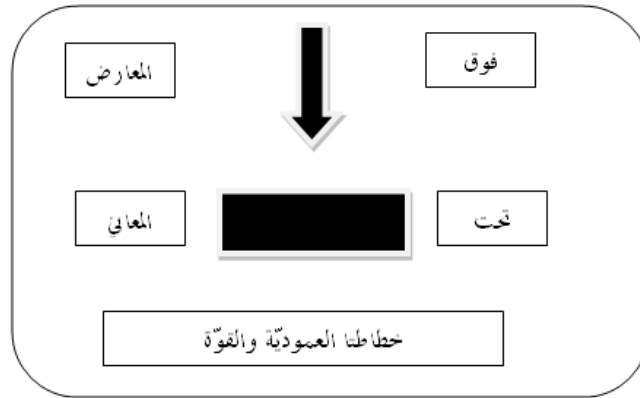 فوق
المعارض
تحت
المعاني
خطاطتا العموديّة والقوّة